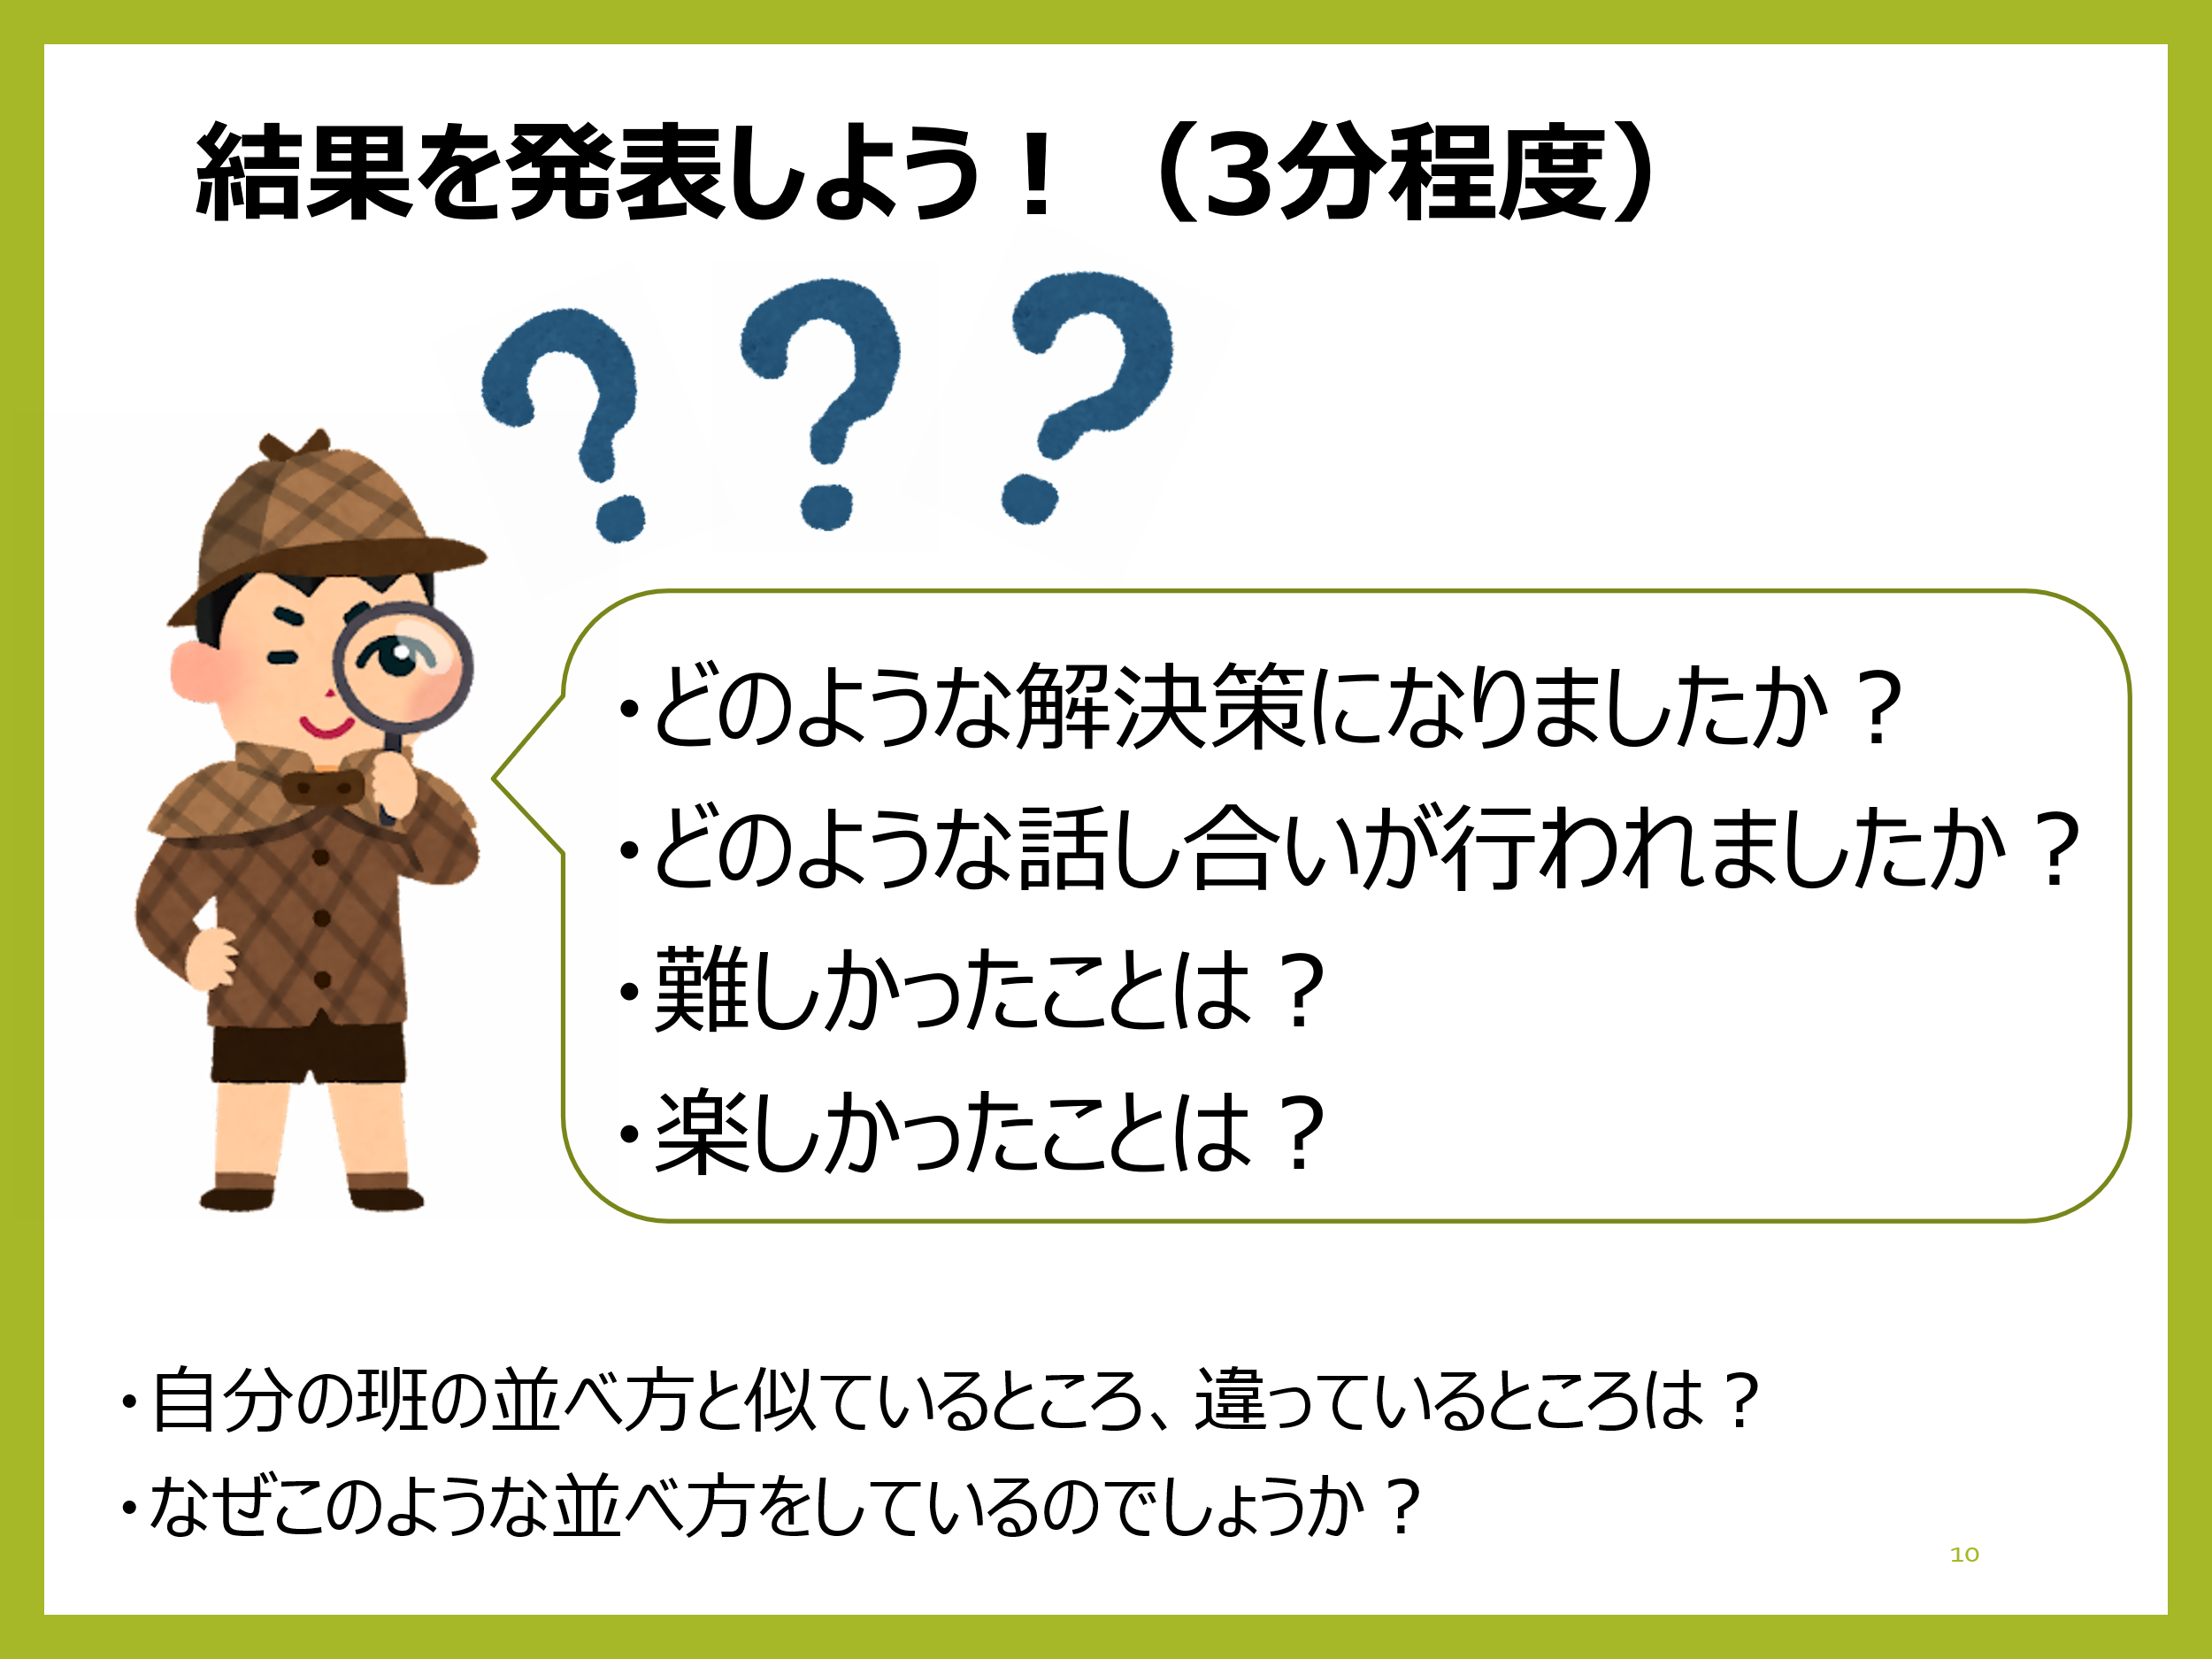 結果を発表しよう！（3分程度）
・どのような解決策になりましたか？
・どのような話し合いが行われましたか？
・難しかったことは？
・楽しかったことは？
・自分の班の並べ方と似ているところ、違っているところは？
・なぜこのような並べ方をしているのでしょうか？
10